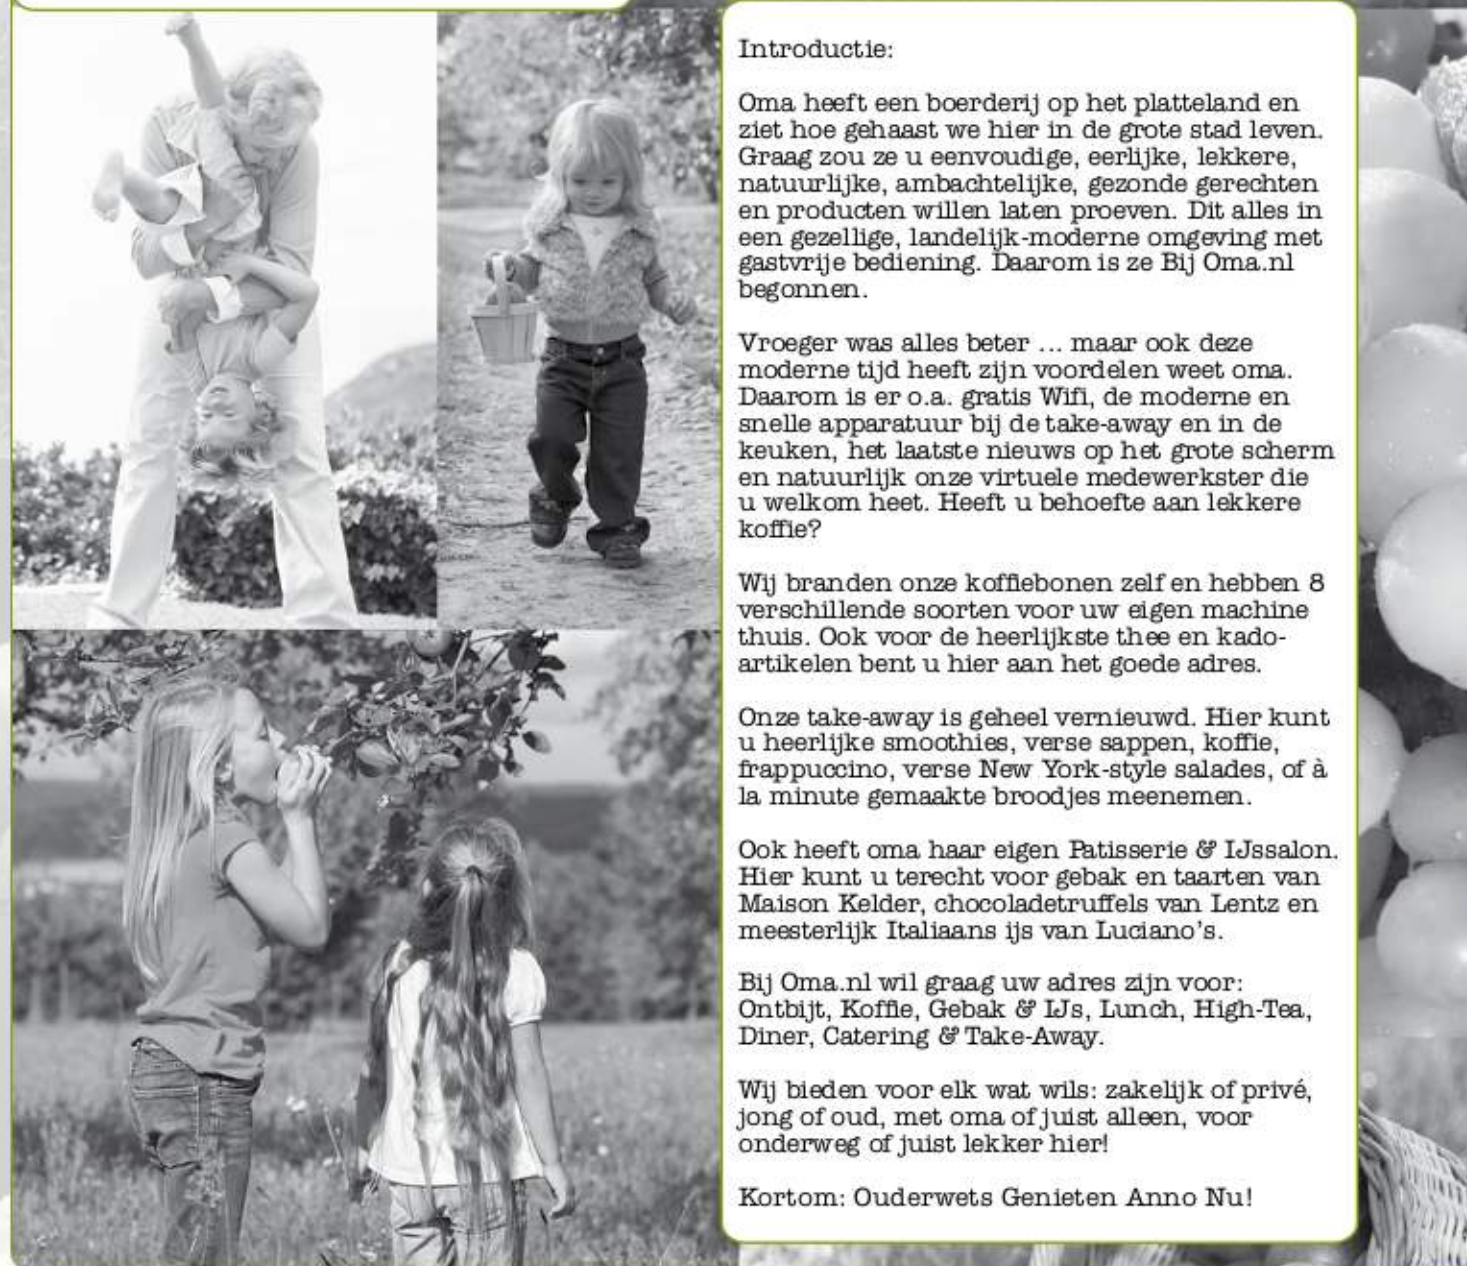 Introductie:
Oma heeft een boerderij op het platteland en
ziet hoe gehaast we hier in de grote stad leven.
Graag zou ze u eenvoudige, eerlijke, lekkere,
natuurlijke, ambachtelijke, gezonde gerechten
en producten willen laten proeven. Dit alles in
een gezellige, landelijk-moderne omgeving met
gastvrije bediening. Daarom is ze Bij Oma.nl
begonnen.
Vroeger was alles beter ... maar ook deze
moderne tijd heeft zijn voordelen weet oma.
Daarom is er o.a. gratis Wifi, de moderne en
snelle apparatuur bij de take-away en in de
keuken, het laatste nieuws op het grote scherm
en natuurlijk onze virtuele medewerkster die
u welkom heet. Heeft u behoefte aan lekkere
koffie?
Wij branden onze koffiebonen zelf en hebben 8
verschillende soorten voor uw eigen machine
thuis. Ook voor de heerlijkste thee en kado-
artikelen bent u hier aan het goede adres.
Onze take-away is geheel vernieuwd. Hier kunt
u heerlijke smoothies, verse sappen, koffie,
frappuccino, verse New York-style salades, of à
la minute gemaakte broodjes meenemen.
Ook heeft oma haar eigen Patisserie & IJssalon.
Hier kunt u terecht voor gebak en taarten van
Maison Kelder, chocoladetruffels van Lentz en
meesterlijk Italiaans ijs van Luciano's.
Bij Oma.nl wil graag uw adres zijn voor:
Ontbijt, Koffie, Gebak & IJs, Lunch, High-Tea,
Diner, Catering & Take-Away.
Wij bieden voor elk wat wils: zakelijk of privé,
jong of oud, met oma of juist alleen, voor
onderweg of juist lekker hier!
Kortom: Ouderwets Genieten Anno Nu!